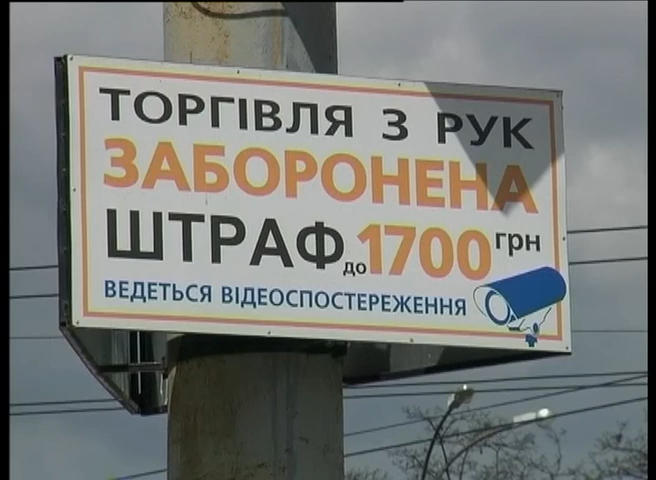 ТОРГІВЛЯ З РУК
ЗАБОРОНЕНА
ШТРАФ до 1700 грн
ВЕДЕТЬСЯ ВІДЕОСПОСТЕРЕЖЕННЯ